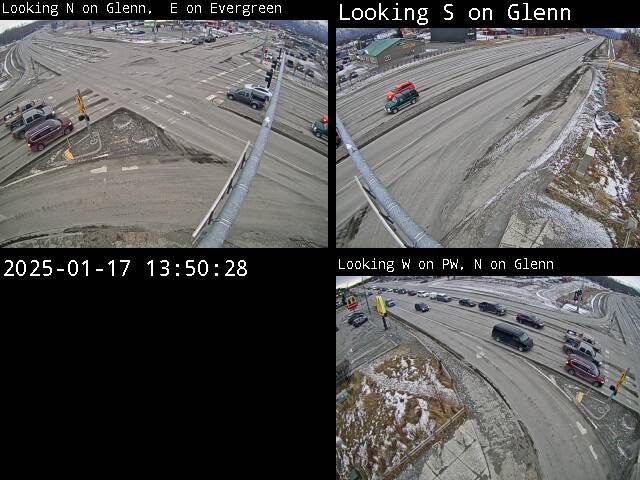 Looking N on Glenn,  E on Evergreen
Looking S on Glenn
2025-01-17 13:50:28
Looking W on PW, N on Glenn